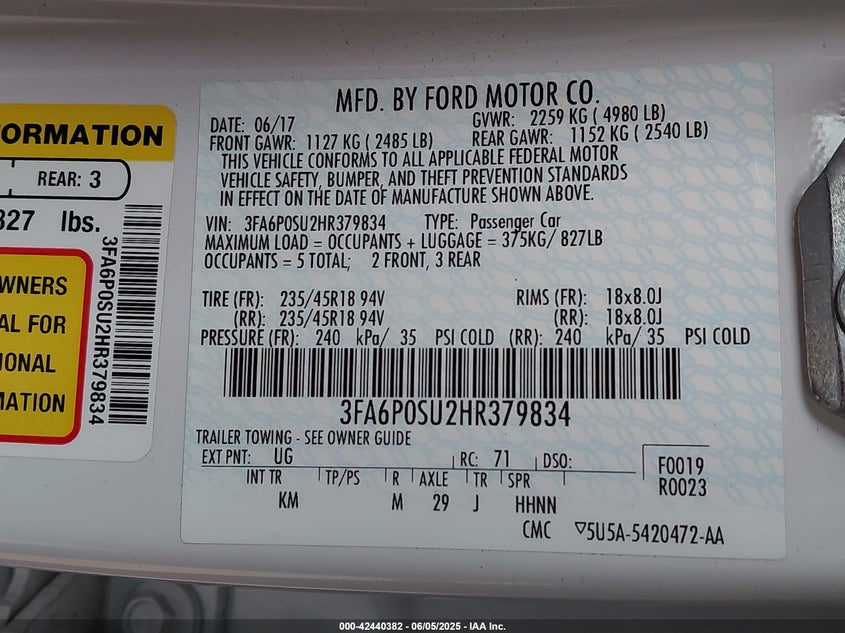 FORMATION
REAR: 3
827 lbs.
WNERS
AL FOR
IONAL
MATION
3FA6P0SU2HR379834
MFD. BY FORD MOTOR CO.
DATE: 06/17 GVWR: 2259 KG ( 4980 LB)
FRONT GAWR: 1127 KG ( 2485 LB) REAR GAWR: 1152 KG ( 2540 LB)
THIS VEHICLE CONFORMS TO ALL APPLICABLE FEDERAL MOTOR
VEHICLE SAFETY, BUMPER, AND THEFT PREVENTION STANDARDS
IN EFFECT ON THE DATE OF MANUFACTURE SHOWN ABOVE.
VIN: 3FA6P0SU2HR379834 TYPE: Passenger Car
MAXIMUM LOAD = OCCUPANTS + LUGGAGE = 375KG/ 827LB
OCCUPANTS = 5 TOTAL; 2 FRONT, 3 REAR
TIRE (FR): 235/45R18 94V RIMS (FR): 18x8.0J
(RR): 235/45R18 94V (RR): 18x8.0J
PRESSURE (FR): 240 kPa/ 35 PSI COLD (RR): 240 kPa/ 35 PSI COLD
3FA6P0SU2HR379834
TRAILER TOWING - SEE OWNER GUIDE
EXT PNT: UG RC: 71 DSO: F0019
INT TR TP/PS R AXLE TR SPR R0023
KM M 29 J HHNN
CMC ▽5U5A-5420472-AA
000-42440382 - 06/05/2025 - IAA Inc.